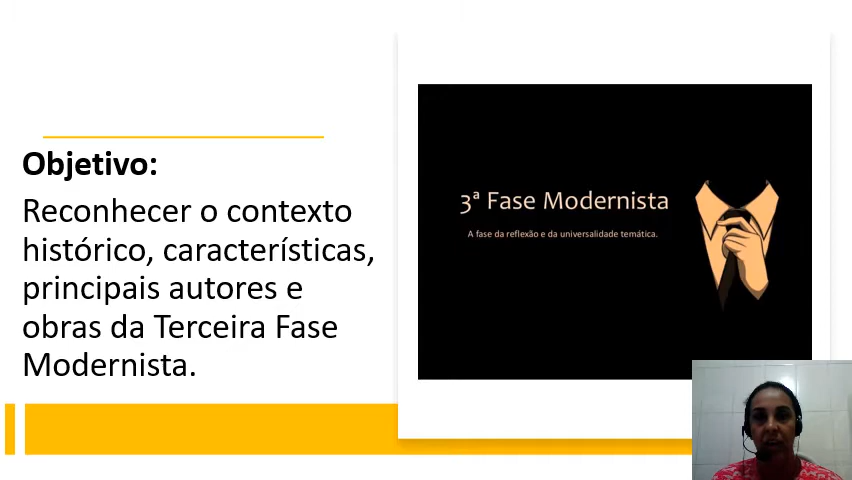 Objetivo:
Reconhecer o contexto
histórico, características,
principais autores e
obras da Terceira Fase
Modernista.
3ª Fase Modernista
A fase da reflexão e da universalidade temática.